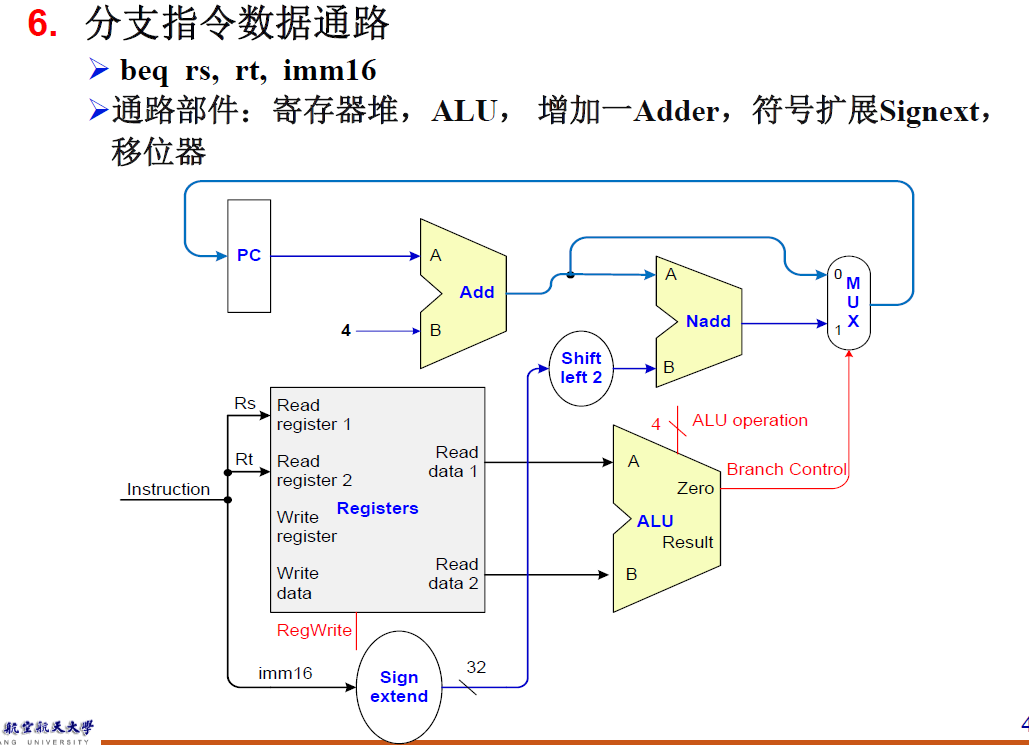 6. 分支指令数据通路
beq rs, rt, imm16
通路部件：寄存器堆，ALU， 增加一Adder，符号扩展Signext，
移位器
PC
A
Add
4
B
A
Nadd
B
0
M
U
X
1
Shift
left 2
Rs
Read
register 1
Rt
Read
register 2
Instruction
Registers
Write
register
Write
data
Read
data 1
Read
data 2
RegWrite
imm16
Sign
extend
32
4
ALU operation
A
Zero
Branch Control
ALU
Result
B
航空航天大学
ANG UNIVERSITY
4